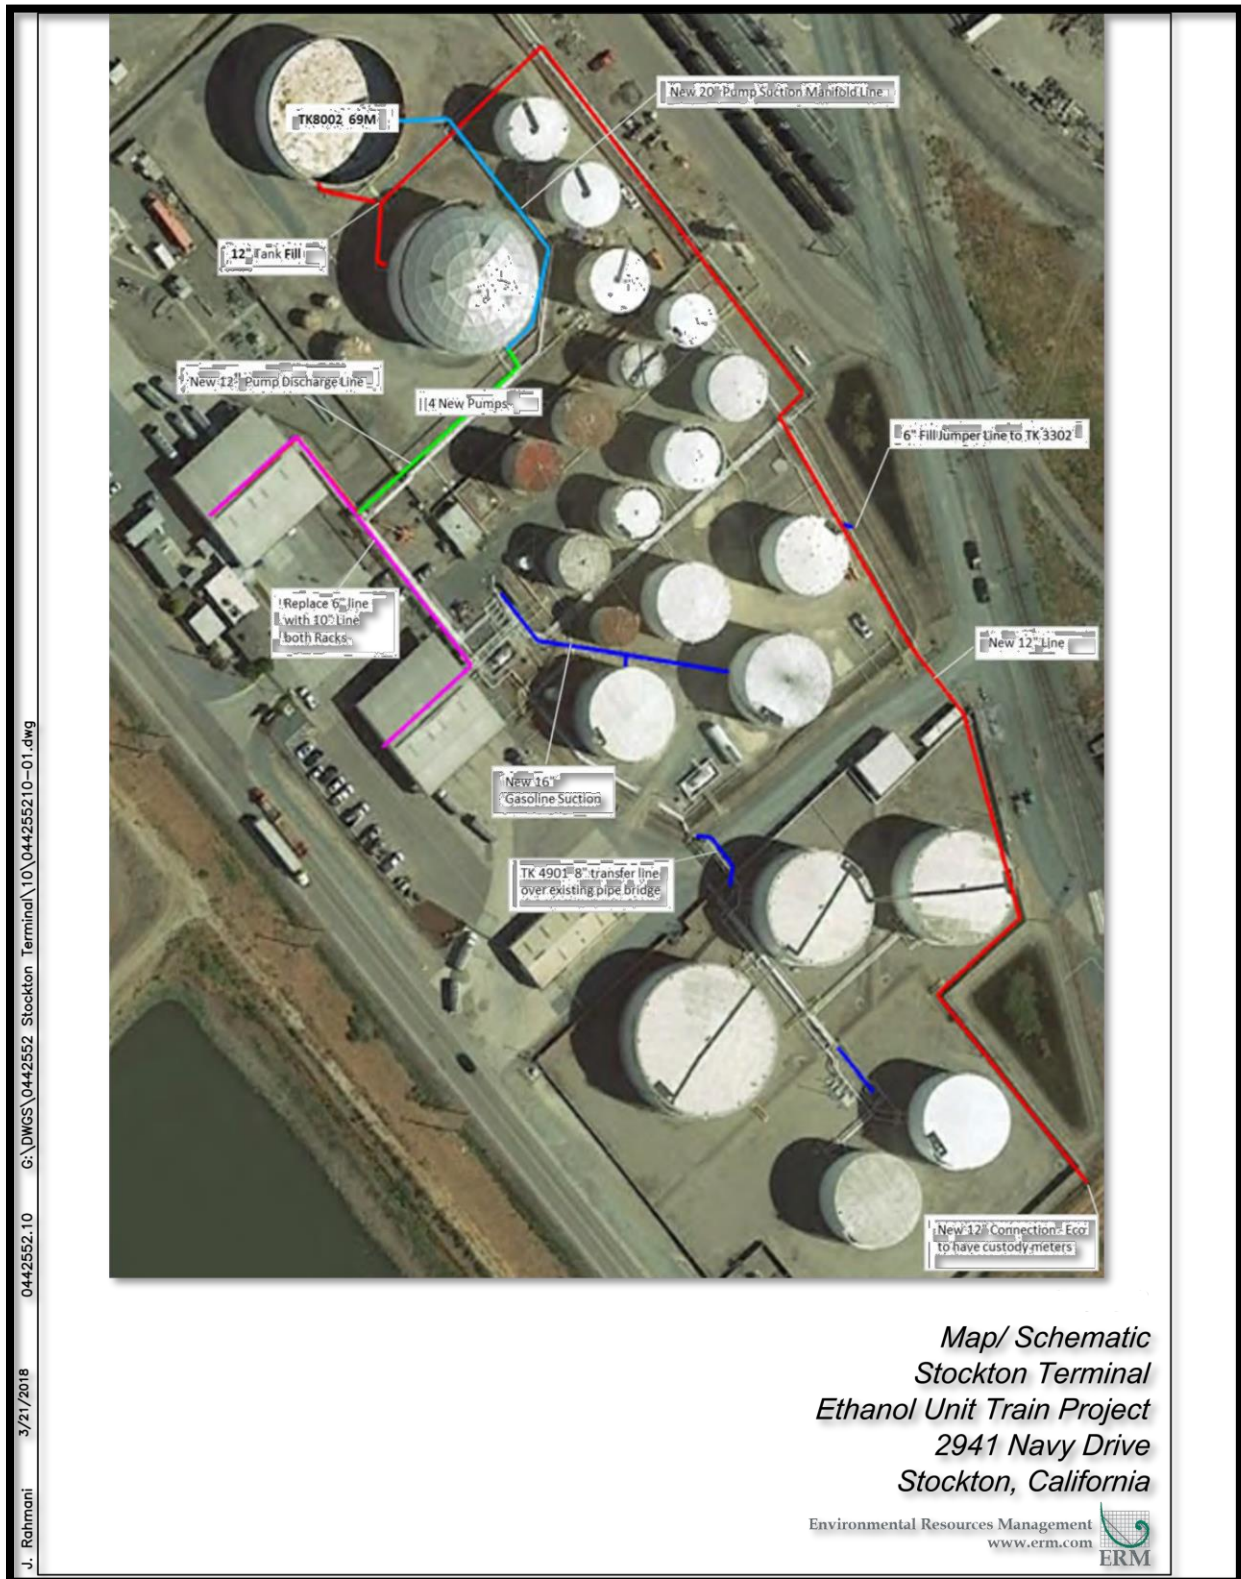 New 20" Pump Suction Manifold Line
TK8002 69M
12" Tank Fill
New 12" Pump Discharge Line
4 New Pumps
6" Fill Jumper Line to TK 3302
Replace 6" line
with 10" Line
both Racks
New 12" Line
New 16"
Gasoline Suction
TK 4901 8" transfer line
over existing pipe bridge
New 12" Connection - Eco
to have custody meters
Map/ Schematic
Stockton Terminal
Ethanol Unit Train Project
2941 Navy Drive
Stockton, California
Environmental Resources Management
www.erm.com
ERM
J. Rahmani 3/21/2018 0442552.10 G:\DWGS\0442552 Stockton Terminal\10\044255210-01.dwg